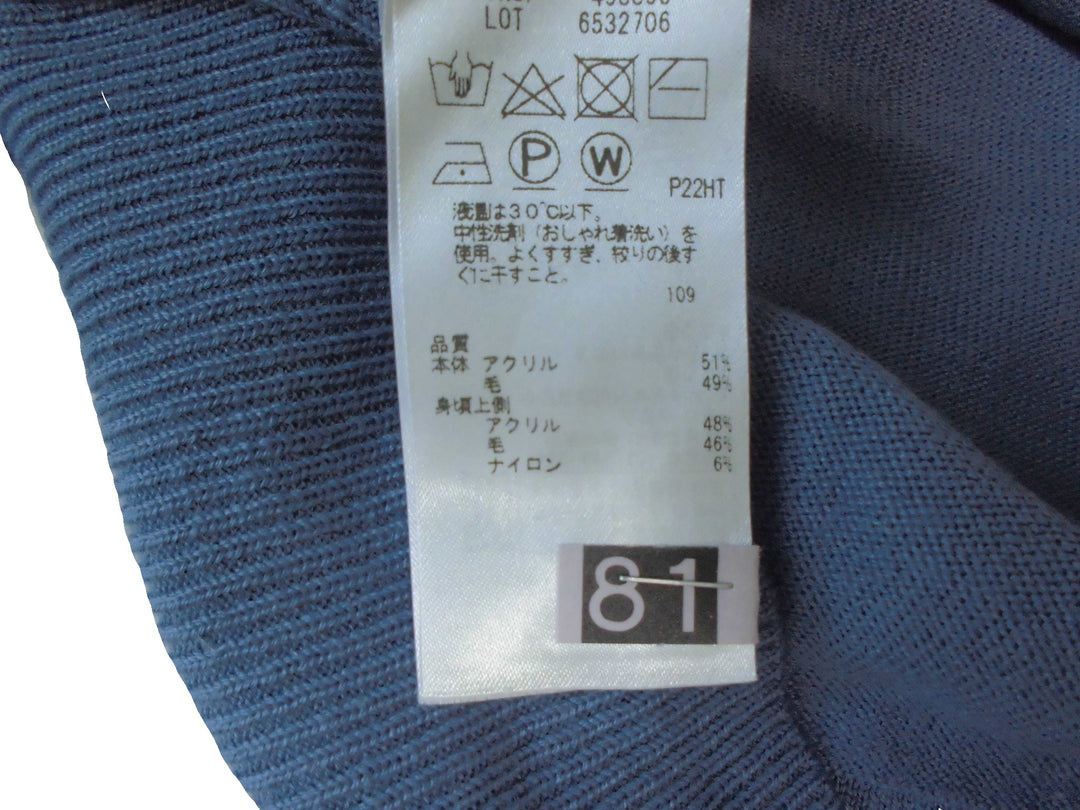 LOT 6532706
P
W
P22HT
液温は30℃以下。
中性洗剤(おしゃれ着洗い)を
使用。よくすすぎ、絞りの後す
ぐに干すこと。
109
品質
本体 アクリル 51%
毛 49%
身頃上側
アクリル 48%
毛 46%
ナイロン 6%
81